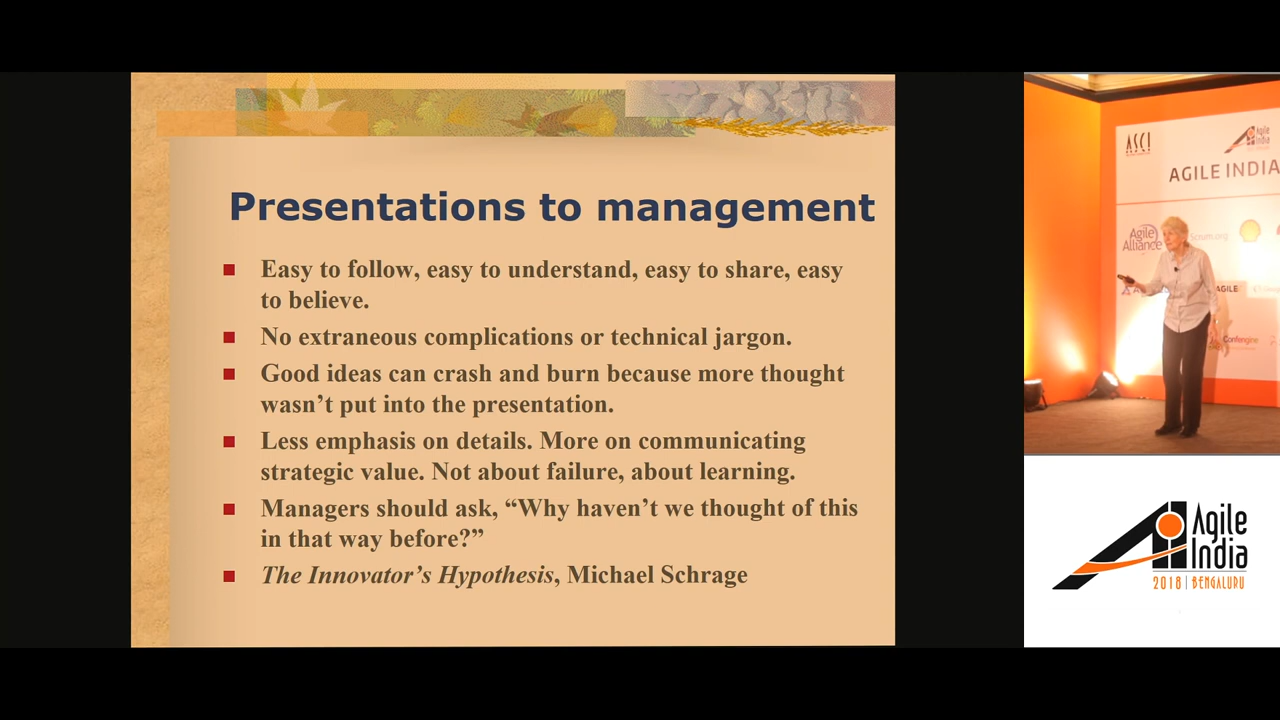 Presentations to management
Easy to follow, easy to understand, easy to share, easy
to believe.
No extraneous complications or technical jargon.
Good ideas can crash and burn because more thought
wasn’t put into the presentation.
Less emphasis on details. More on communicating
strategic value. Not about failure, about learning.
Managers should ask, “Why haven’t we thought of this
in that way before?”
The Innovator’s Hypothesis, Michael Schrage
ASCI
Agile
India
AGILE INDIA
Agile
Alliance
Scrum.org
AGILE
Confengine
Agile
India
2018 | BENGALURU